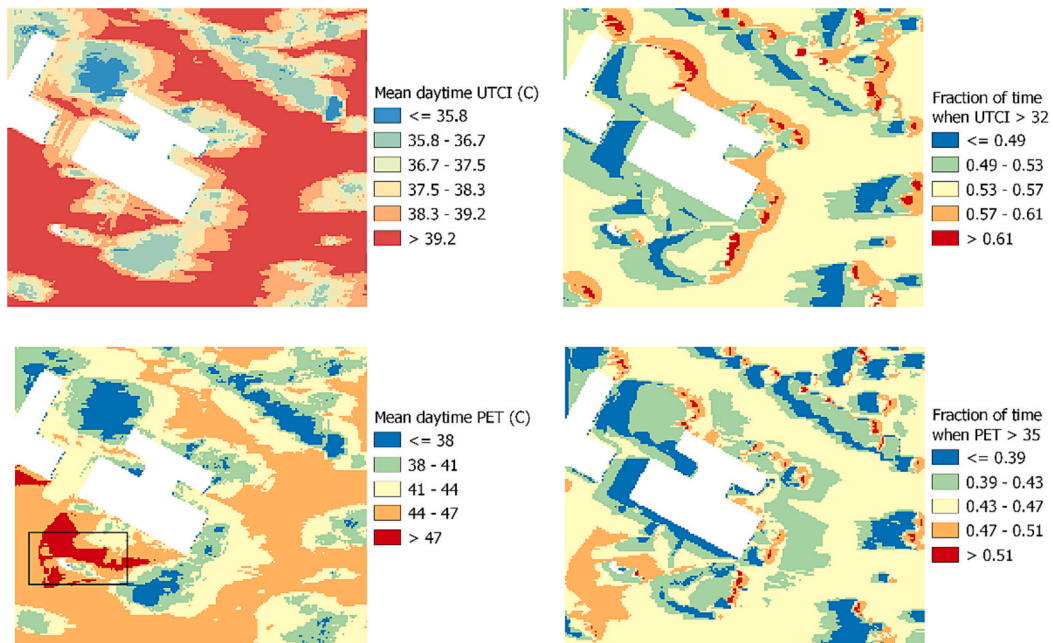 Mean daytime UTCI (C)
<= 35.8
35.8 - 36.7
36.7 - 37.5
37.5 - 38.3
38.3 - 39.2
> 39.2
Fraction of time
when UTCI > 32
<= 0.49
0.49 - 0.53
0.53 - 0.57
0.57 - 0.61
> 0.61
Mean daytime PET (C)
<= 38
38 - 41
41 - 44
44 - 47
> 47
Fraction of time
when PET > 35
<= 0.39
0.39 - 0.43
0.43 - 0.47
0.47 - 0.51
> 0.51